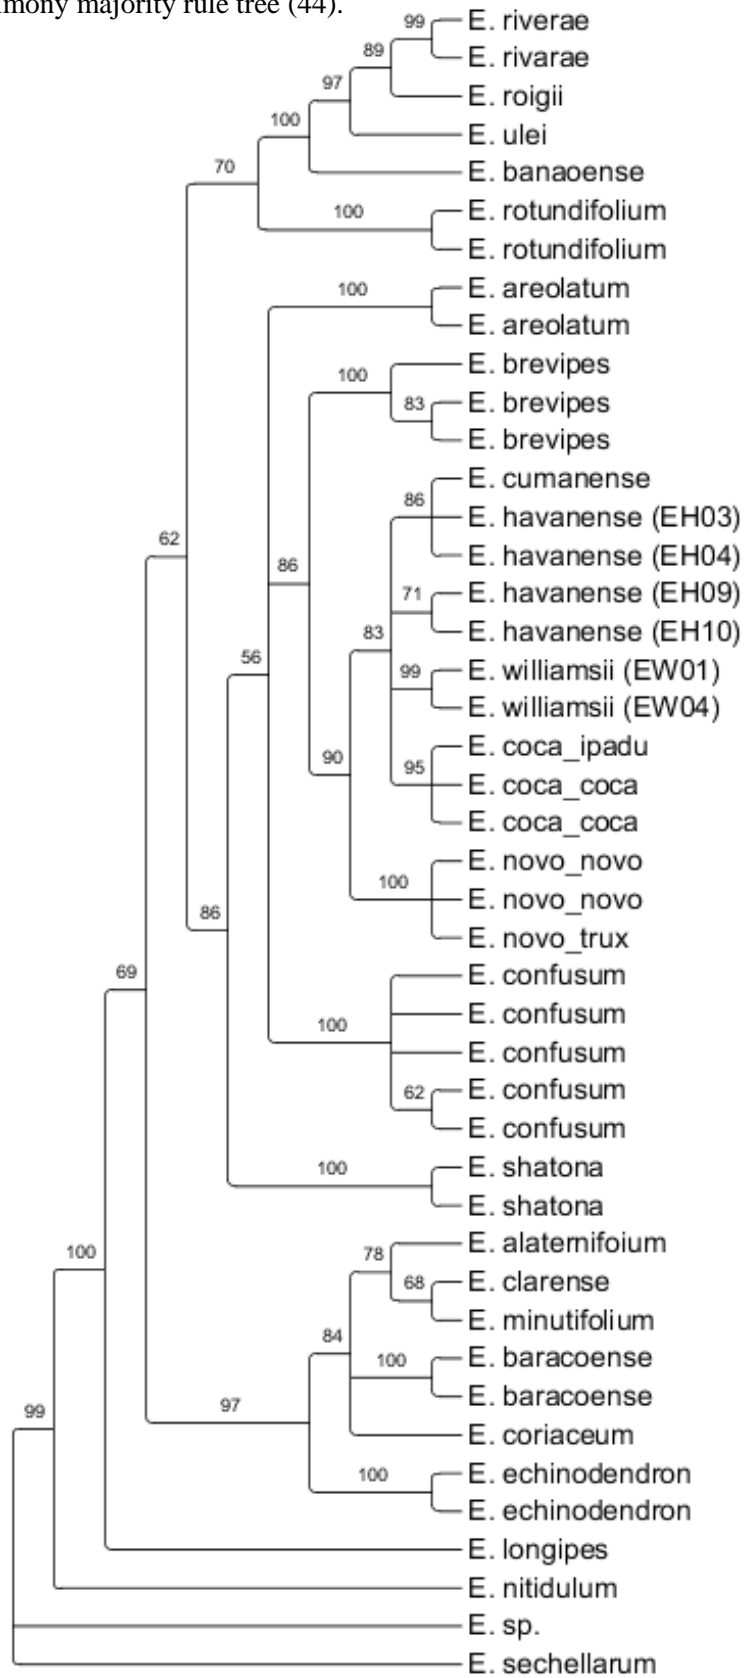 imony majority rule tree (44).
99 E. riverae
89 E. rivarae
97 E. roigii
100 E. ulei
70 E. banaoense
100 E. rotundifolium
E. rotundifolium
100 E. areolatum
E. areolatum
E. brevipes
100
83 E. brevipes
E. brevipes
E. cumanense
86
E. havanense (EH03)
62
E. havanense (EH04)
86
71 E. havanense (EH09)
83 E. havanense (EH10)
56
99 E. williamsii (EW01)
E. williamsii (EW04)
E. coca_ipadu
90
95 E. coca_coca
E. coca_coca
E. novo_novo
100
E. novo_novo
86
E. novo_trux
69 E. confusum
E. confusum
100
E. confusum
62 E. confusum
E. confusum
100 E. shatona
E. shatona
E. alaternifoium
100 78
68 E. clarense
E. minutifolium
84
100 E. baracoense
E. baracoense
97
99
E. coriaceum
100 E. echinodendron
E. echinodendron
E. longipes
E. nitidulum
E. sp.
E. sechellarum